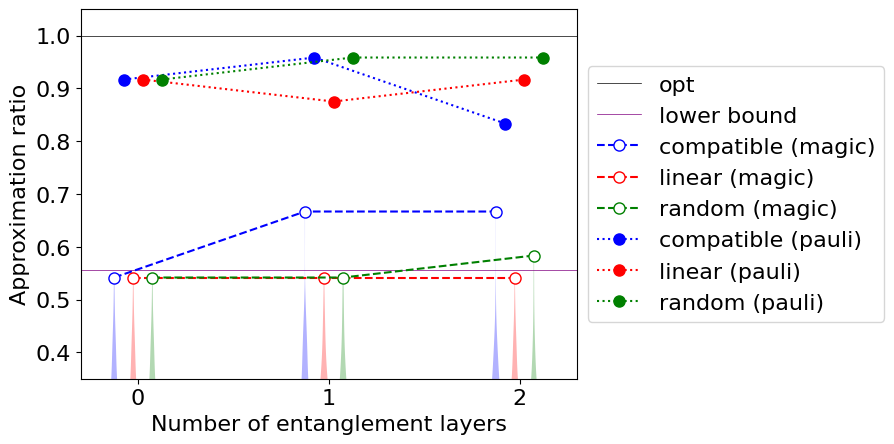 1.0
0.9
0.8
0.7
0.6
0.5
0.4
Approximation ratio
0 1 2
Number of entanglement layers
opt
lower bound
compatible (magic)
linear (magic)
random (magic)
compatible (pauli)
linear (pauli)
random (pauli)